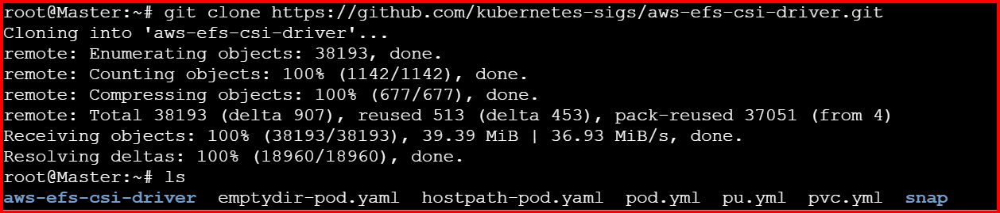 root@Master:~# git clone https://github.com/kubernetes-sigs/aws-efs-csi-driver.git
Cloning into 'aws-efs-csi-driver'...
remote: Enumerating objects: 38193, done.
remote: Counting objects: 100% (1142/1142), done.
remote: Compressing objects: 100% (677/677), done.
remote: Total 38193 (delta 907), reused 513 (delta 453), pack-reused 37051 (from 4)
Receiving objects: 100% (38193/38193), 39.39 MiB | 36.93 MiB/s, done.
Resolving deltas: 100% (18960/18960), done.
root@Master:~# ls
aws-efs-csi-driver  emptydir-pod.yaml  hostpath-pod.yaml  pod.yml  pu.yml  pvc.yml  snap